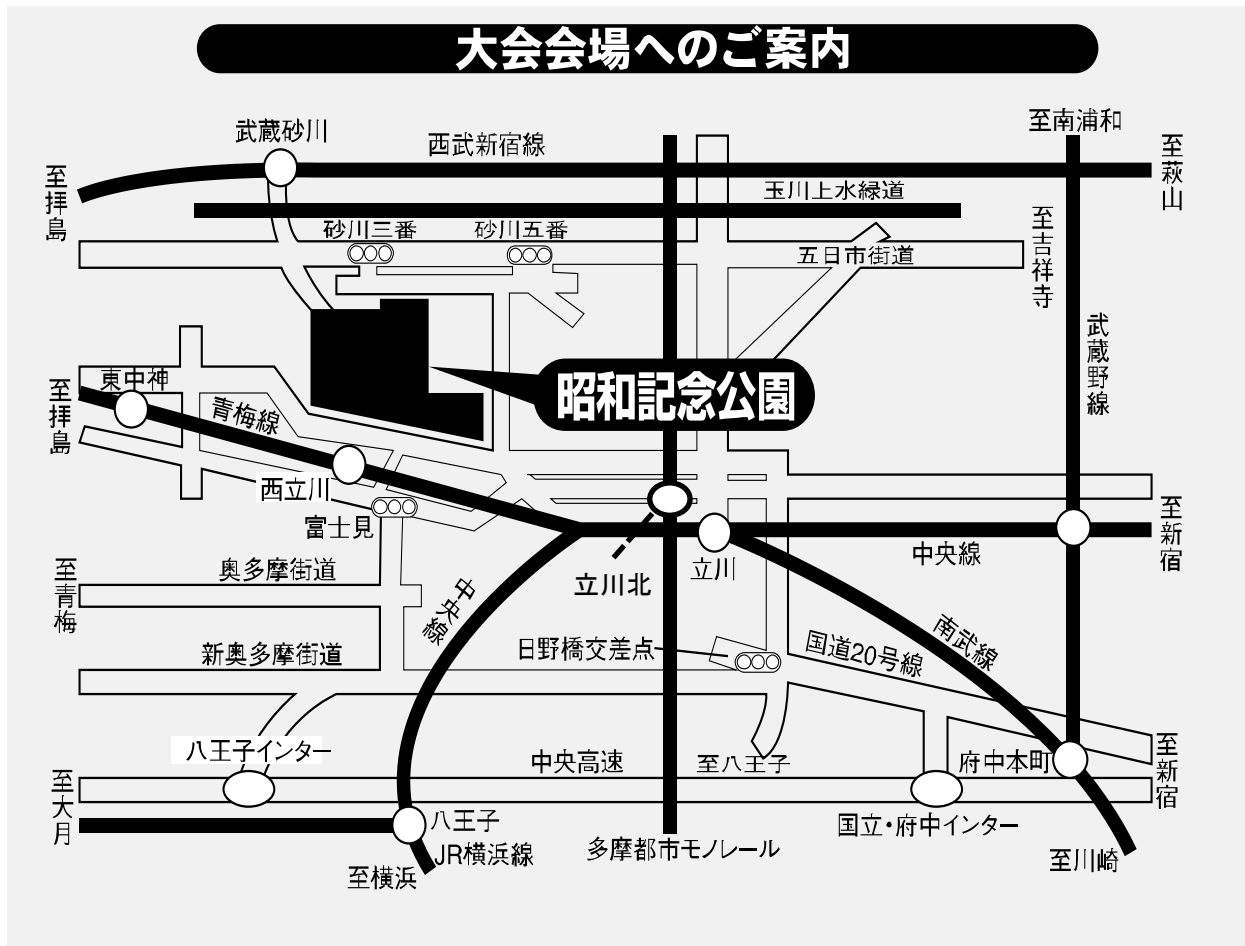 大会会場へのご案内
武蔵砂川
西武新宿線
至南浦和
至萩山
至拝島
玉川上水緑道
砂川三番
砂川五番
五日市街道
至吉祥寺
武蔵野線
東中神
至拝島
青梅線
昭和記念公園
西立川
富士見
至新宿
中央線
立川北
立川
奥多摩街道
至青梅
中央線
新奥多摩街道
日野橋交差点
国道20号線
南武線
八王子インター
中央高速
至八王子
府中本町
至新宿
至大月
八王子
JR横浜線
至横浜
多摩都市モノレール
国立・府中インター
至川崎